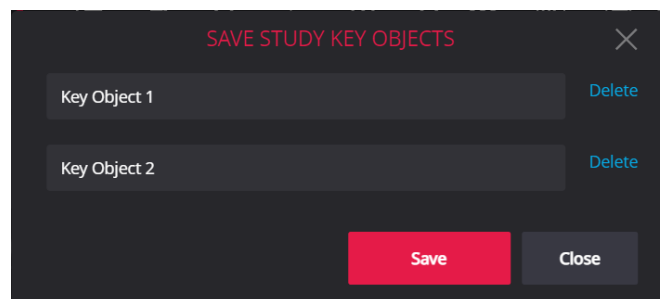 SAVE STUDY KEY OBJECTS
Key Object 1
Delete
Key Object 2
Delete
Save
Close